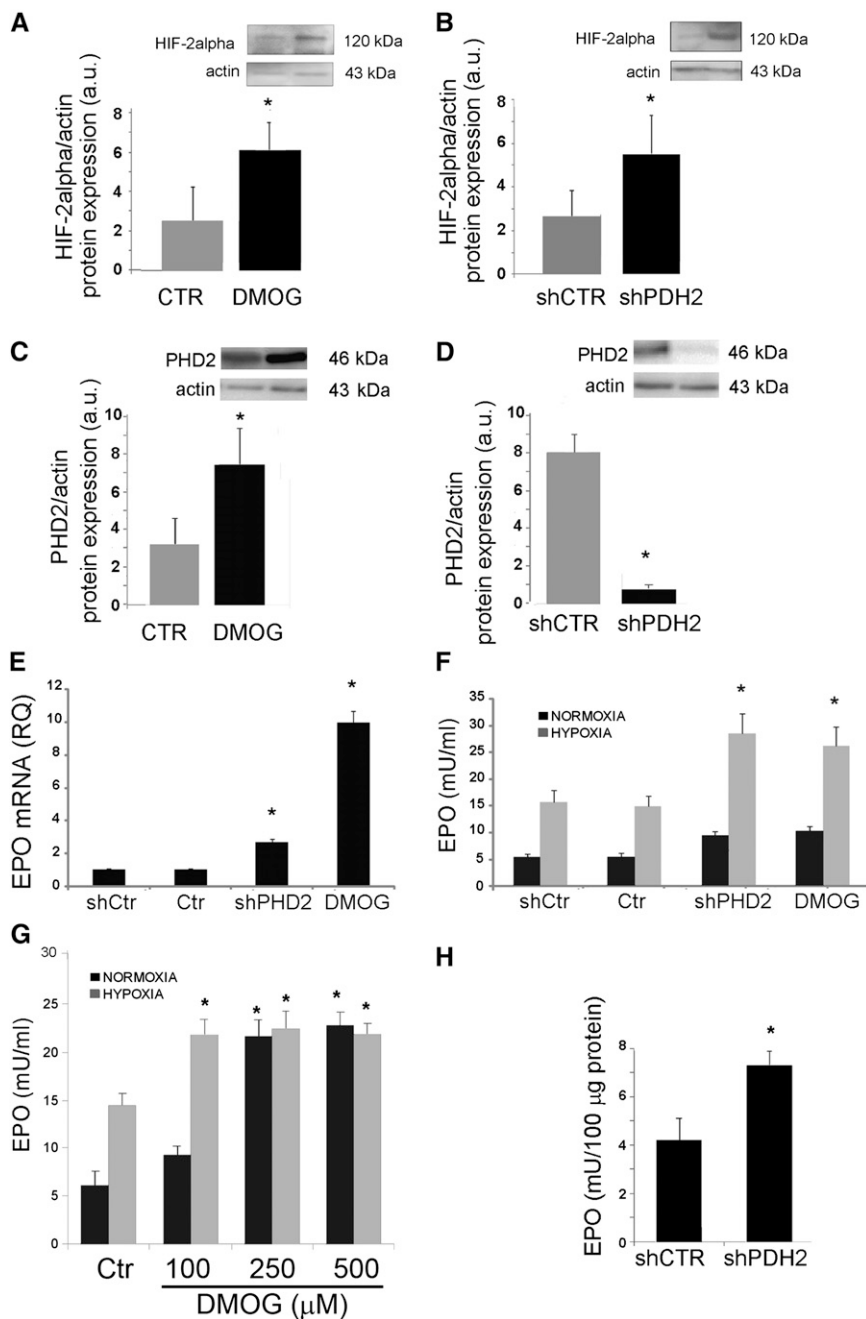 A
HIF-2alpha
120 kDa
actin
43 kDa
HIF-2alpha/actin
protein expression (a.u.)
8
6
4
2
0
*
CTR
DMOG
B
HIF-2alpha
120 kDa
actin
43 kDa
HIF-2alpha/actin
protein expression (a.u.)
8
6
4
2
0
*
shCTR
shPDH2
C
PHD2
46 kDa
actin
43 kDa
PHD2/actin
protein expression (a.u.)
10
8
6
4
2
0
*
CTR
DMOG
D
PHD2
46 kDa
actin
43 kDa
PHD2/actin
protein expression (a.u.)
10
8
6
4
2
0
*
shCTR
shPDH2
E
EPO mRNA (RQ)
12
10
8
6
4
2
0
*
*
shCtr
Ctr
shPHD2
DMOG
F
NORMOXIA
HYPOXIA
EPO (mU/ml)
35
30
25
20
15
10
5
0
*
*
shCtr
Ctr
shPHD2
DMOG
G
NORMOXIA
HYPOXIA
EPO (mU/ml)
30
25
20
15
10
5
0
*
* *
* *
Ctr
100
250
500
DMOG (μM)
H
EPO (mU/100 μg protein)
8
6
4
2
0
*
shCTR
shPDH2